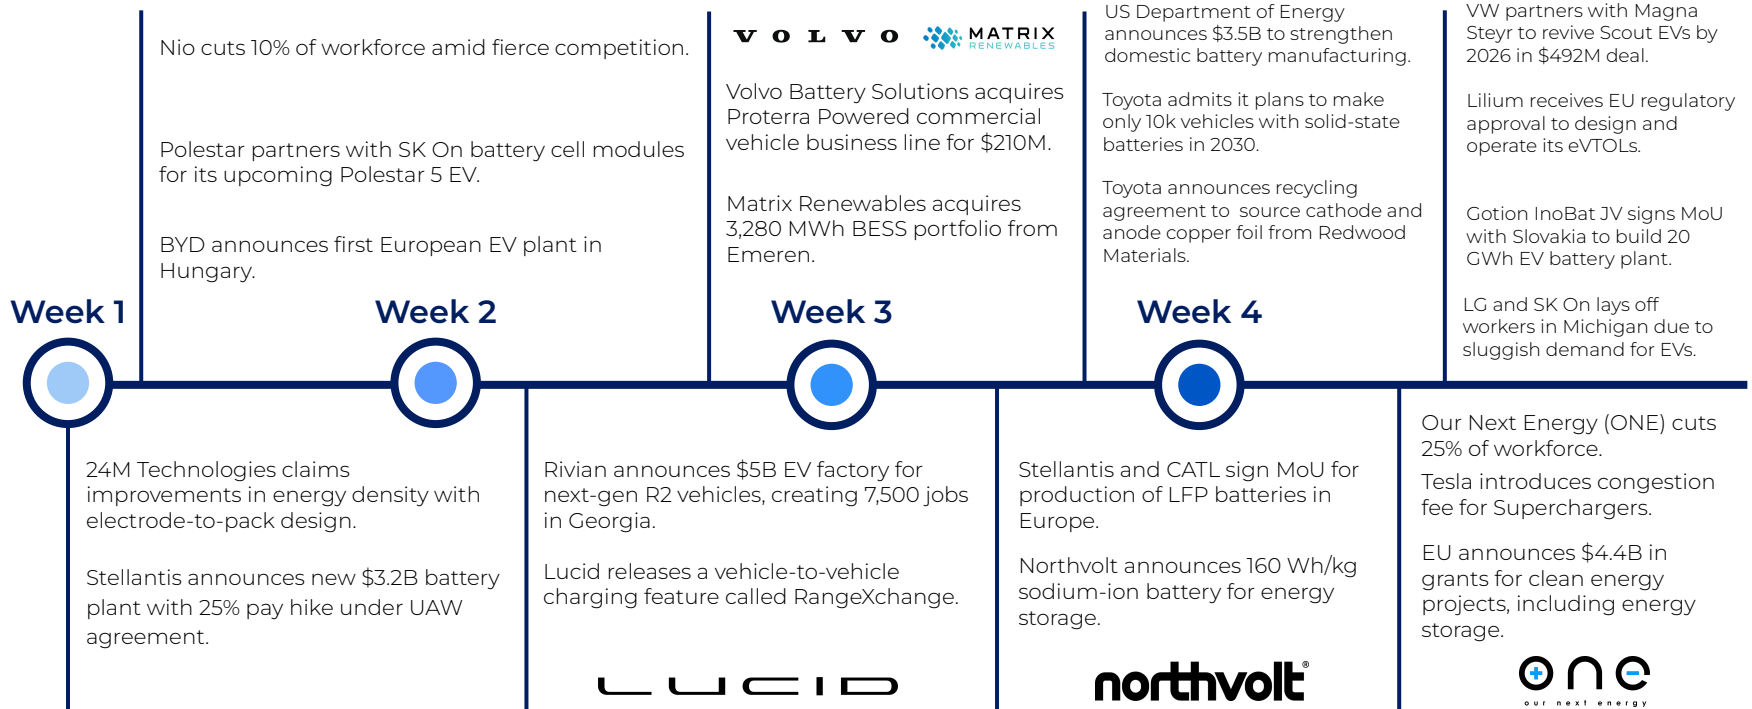 Nio cuts 10% of workforce amid fierce competition.
Polestar partners with SK On battery cell modules
for its upcoming Polestar 5 EV.
BYD announces first European EV plant in
Hungary.
VOLVO
MATRIX
RENEWABLES
Volvo Battery Solutions acquires
Proterra Powered commercial
vehicle business line for $210M.
Matrix Renewables acquires
3,280 MWh BESS portfolio from
Emeren.
US Department of Energy
announces $3.5B to strengthen
domestic battery manufacturing.
Toyota admits it plans to make
only 10k vehicles with solid-state
batteries in 2030.
Toyota announces recycling
agreement to source cathode and
anode copper foil from Redwood
Materials.
VW partners with Magna
Steyr to revive Scout EVs by
2026 in $492M deal.
Lilium receives EU regulatory
approval to design and
operate its eVTOLs.
Gotion InoBat JV signs MoU
with Slovakia to build 20
GWh EV battery plant.
LG and SK On lays off
workers in Michigan due to
sluggish demand for EVs.
Week 1
Week 2
Week 3
Week 4
24M Technologies claims
improvements in energy density with
electrode-to-pack design.
Stellantis announces new $3.2B battery
plant with 25% pay hike under UAW
agreement.
Rivian announces $5B EV factory for
next-gen R2 vehicles, creating 7,500 jobs
in Georgia.
Lucid releases a vehicle-to-vehicle
charging feature called RangeXchange.
LUCID
Stellantis and CATL sign MoU for
production of LFP batteries in
Europe.
Northvolt announces 160 Wh/kg
sodium-ion battery for energy
storage.
northvolt®
Our Next Energy (ONE) cuts
25% of workforce.
Tesla introduces congestion
fee for Superchargers.
EU announces $4.4B in
grants for clean energy
projects, including energy
storage.
one
our next energy